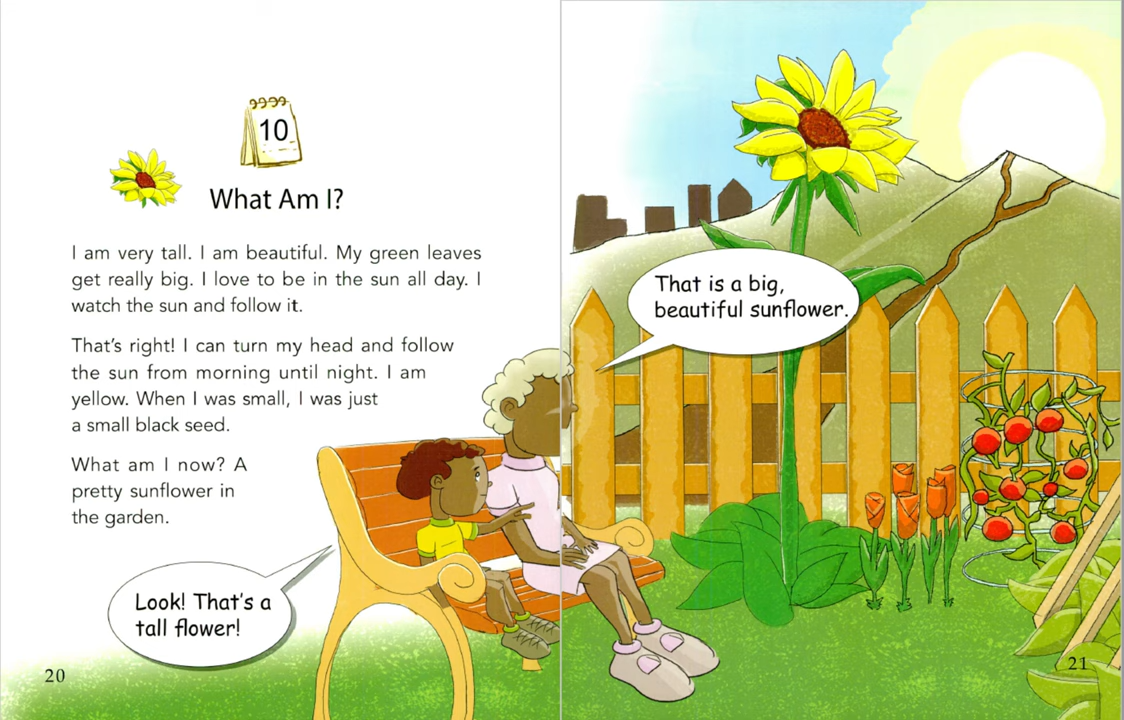 10
What Am I?
I am very tall. I am beautiful. My green leaves
get really big. I love to be in the sun all day. I
watch the sun and follow it.
That's right! I can turn my head and follow
the sun from morning until night. I am
yellow. When I was small, I was just
a small black seed.
What am I now? A
pretty sunflower in
the garden.
Look! That's a
tall flower!
20
That is a big,
beautiful sunflower.
21